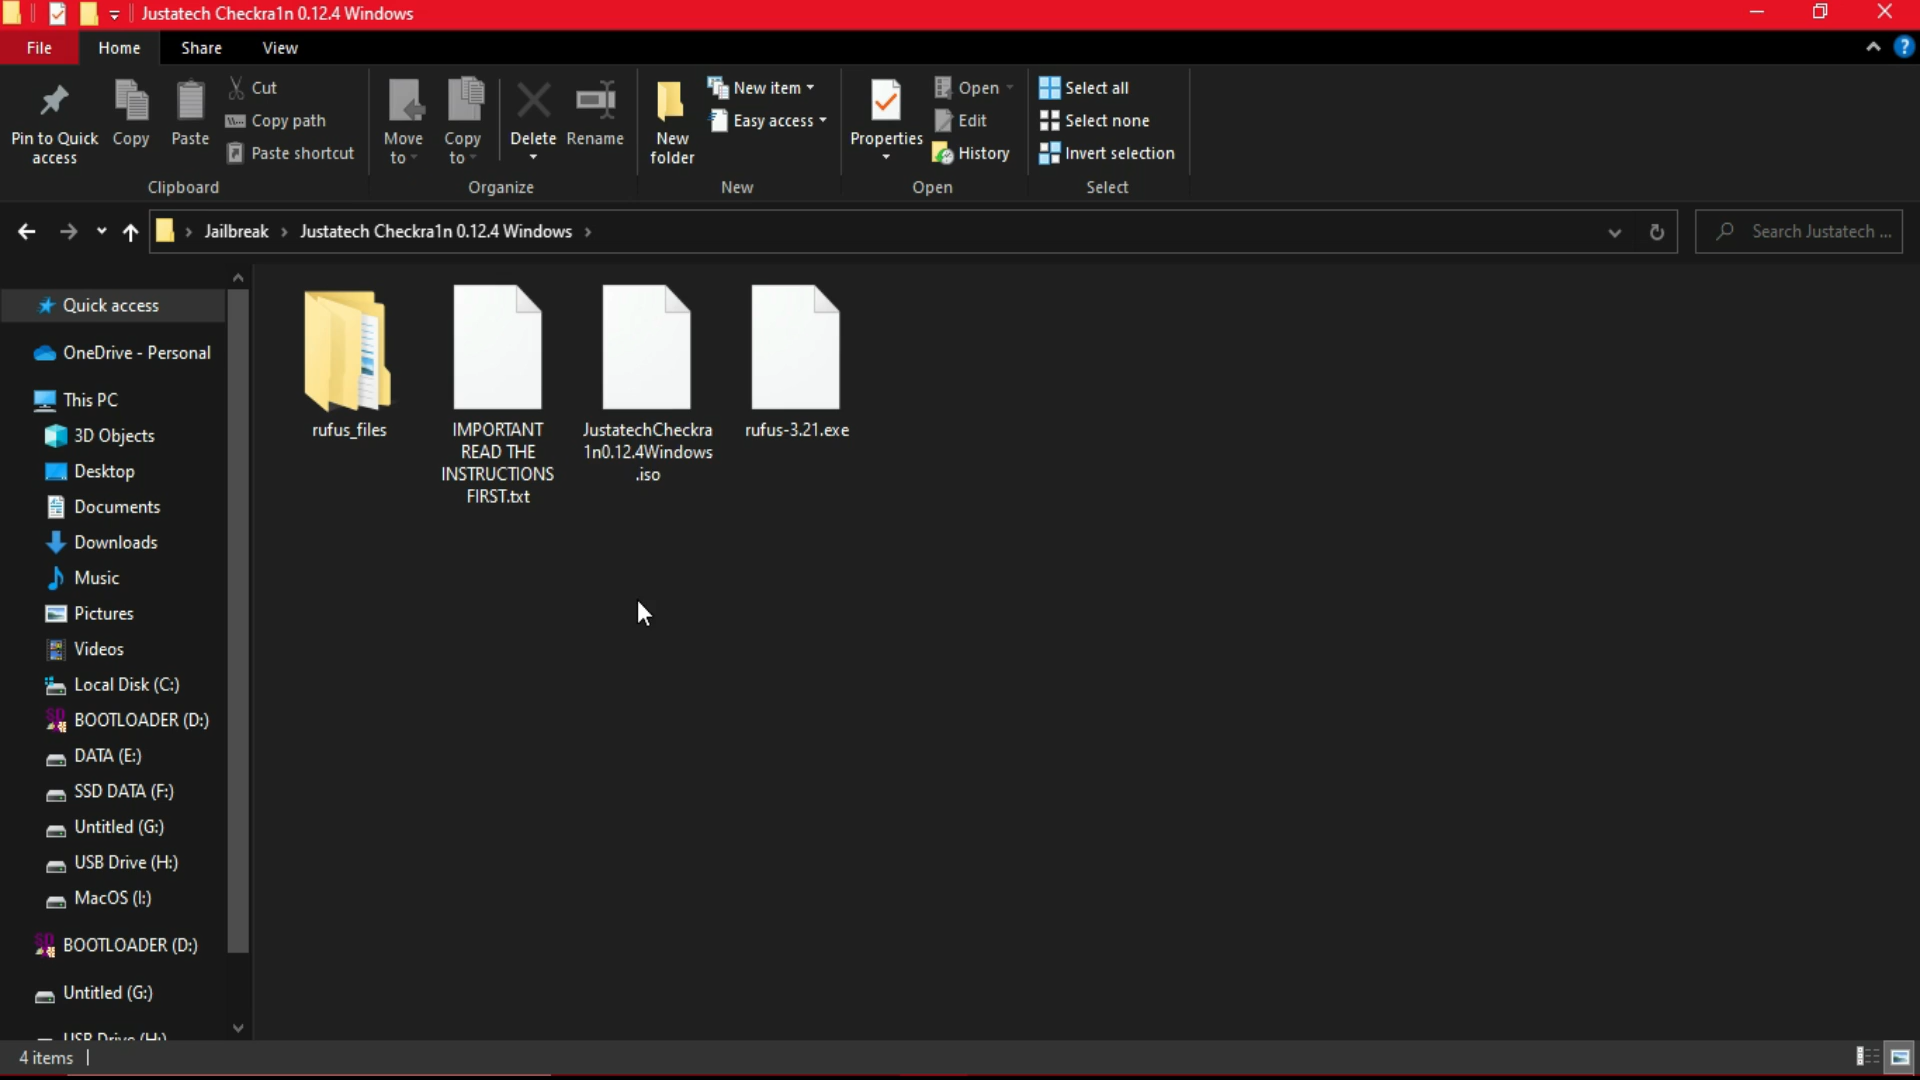 Justatech Checkra1n 0.12.4 Windows
File Home Share View
Pin to Quick access
Copy
Paste
Cut
Copy path
Paste shortcut
Clipboard
Move to
Copy to
Delete
Rename
Organize
New folder
New item
Easy access
New
Properties
Open
Edit
History
Open
Select all
Select none
Invert selection
Select
Jailbreak › Justatech Checkra1n 0.12.4 Windows ›
Search Justatech ...
Quick access
OneDrive - Personal
This PC
3D Objects
Desktop
Documents
Downloads
Music
Pictures
Videos
Local Disk (C:)
BOOTLOADER (D:)
DATA (E:)
SSD DATA (F:)
Untitled (G:)
USB Drive (H:)
MacOS (I:)
BOOTLOADER (D:)
Untitled (G:)
USB Drive (H:)
rufus_files
IMPORTANT
READ THE
INSTRUCTIONS
FIRST.txt
JustatechCheckra
1n0.12.4Windows
.iso
rufus-3.21.exe
4 items